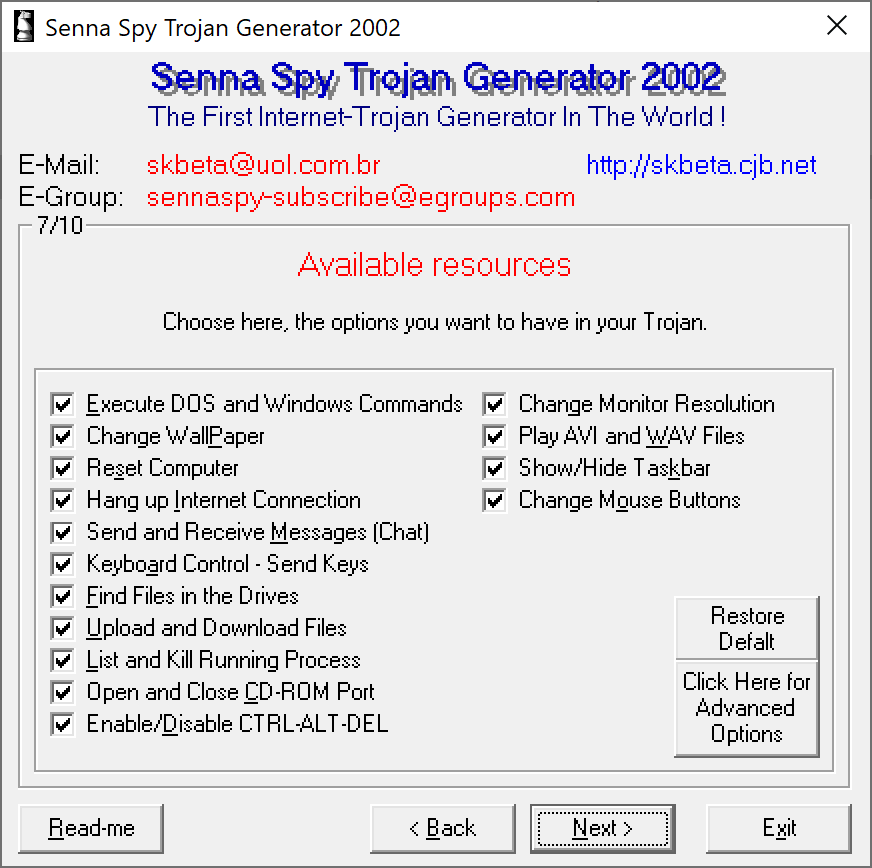 Senna Spy Trojan Generator 2002
Senna Spy Trojan Generator 2002
The First Internet-Trojan Generator In The World !
E-Mail: skbeta@uol.com.br http://skbeta.cjb.net
E-Group: sennaspy-subscribe@egroups.com
7/10
Available resources
Choose here, the options you want to have in your Trojan.
Execute DOS and Windows Commands
Change WallPaper
Reset Computer
Hang up Internet Connection
Send and Receive Messages (Chat)
Keyboard Control - Send Keys
Find Files in the Drives
Upload and Download Files
List and Kill Running Process
Open and Close CD-ROM Port
Enable/Disable CTRL-ALT-DEL
Change Monitor Resolution
Play AVI and WAV Files
Show/Hide Taskbar
Change Mouse Buttons
Restore
Defalt
Click Here for
Advanced
Options
Read-me
< Back
Next >
Exit